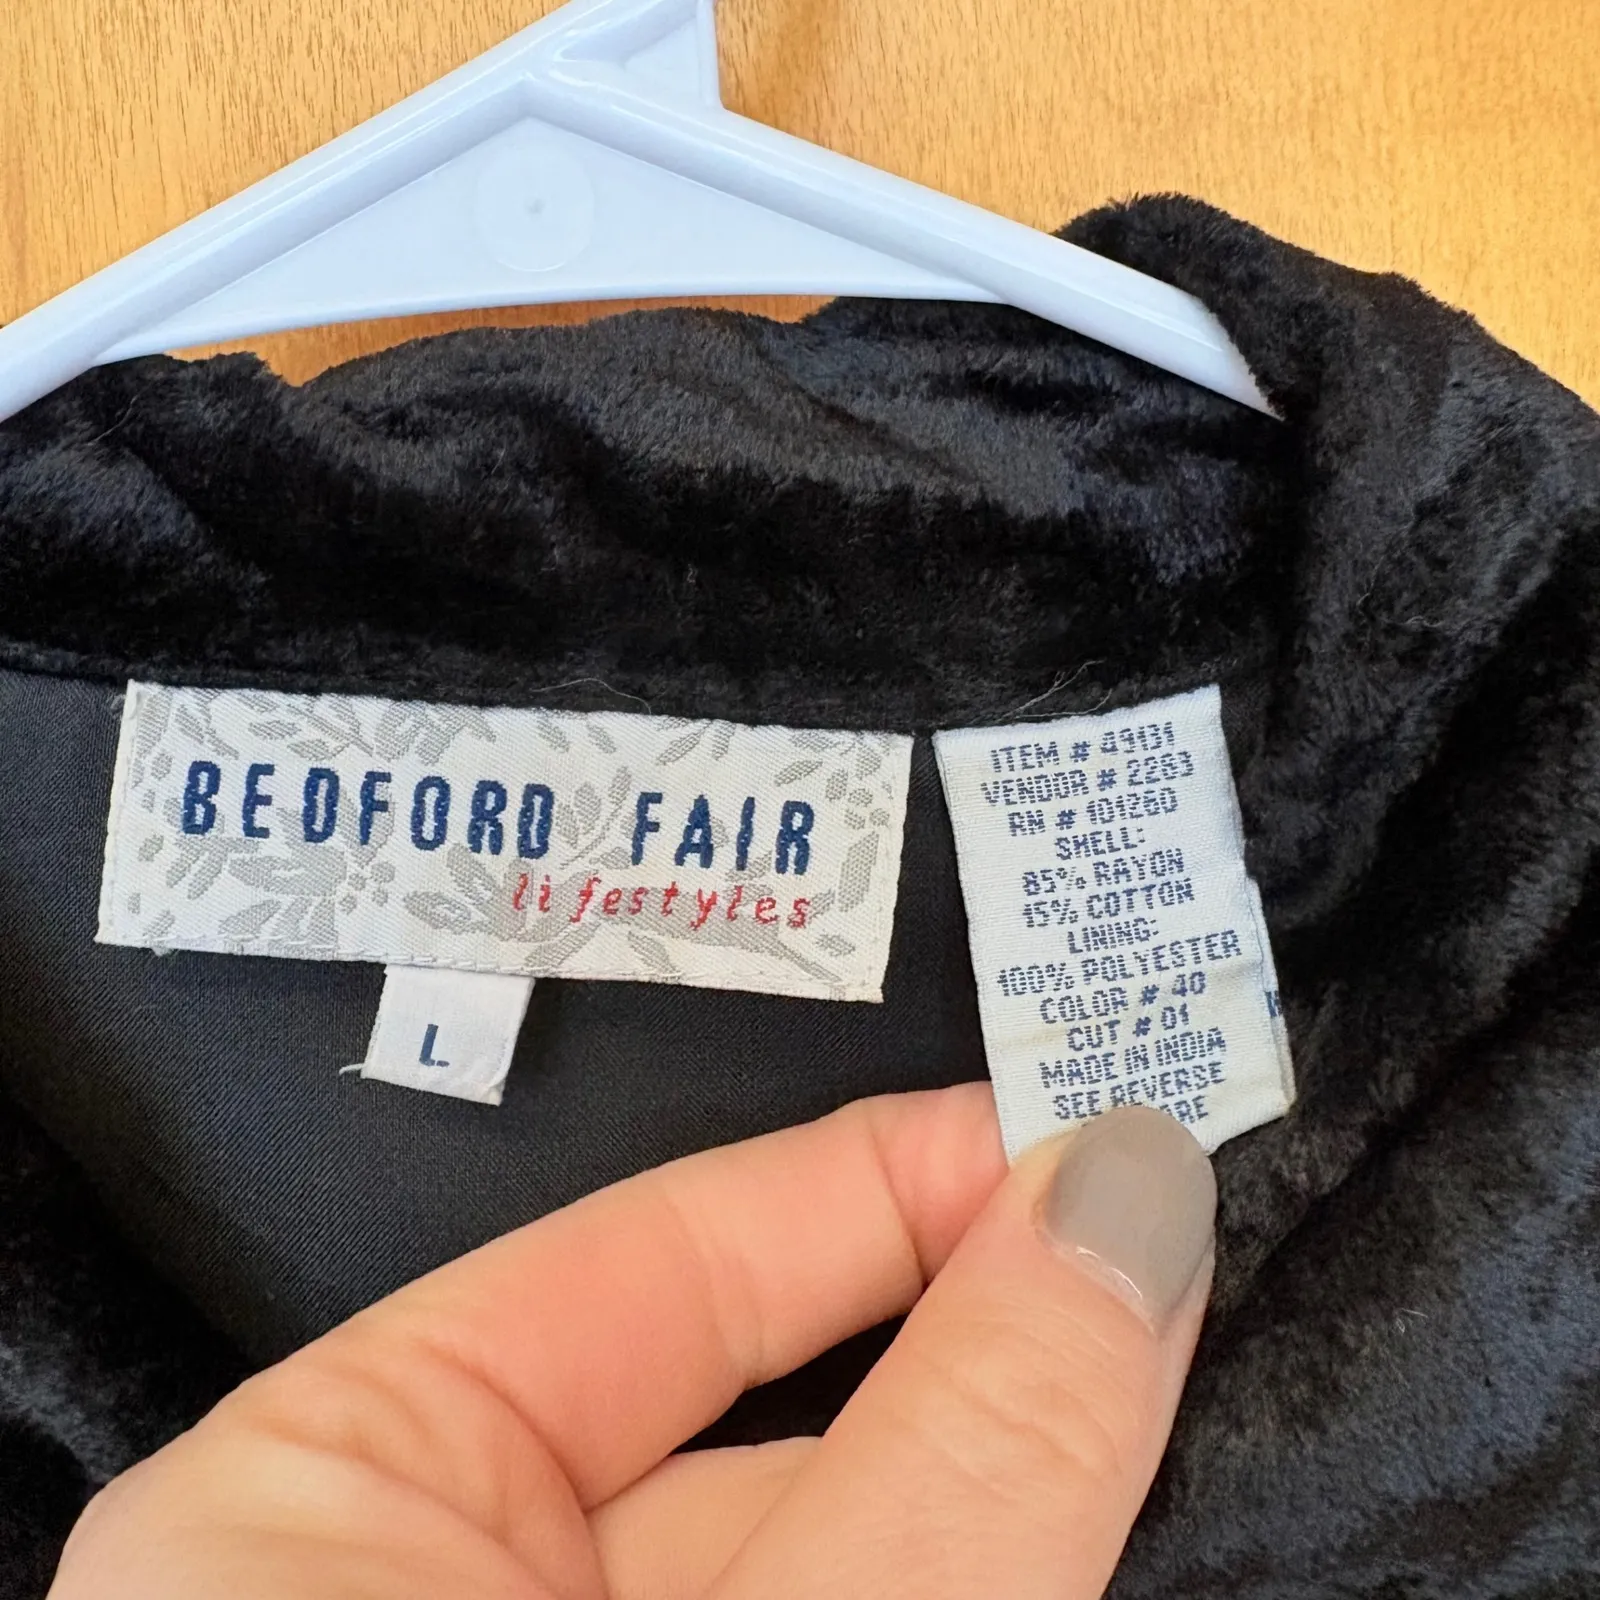 BEDFORD FAIR
lifestyles
L
ITEM # 49131
VENDOR # 2263
RN # 101260
SHELL:
85% RAYON
15% COTTON
LINING:
100% POLYESTER
COLOR # 40
CUT # 01
MADE IN INDIA
SEE REVERSE